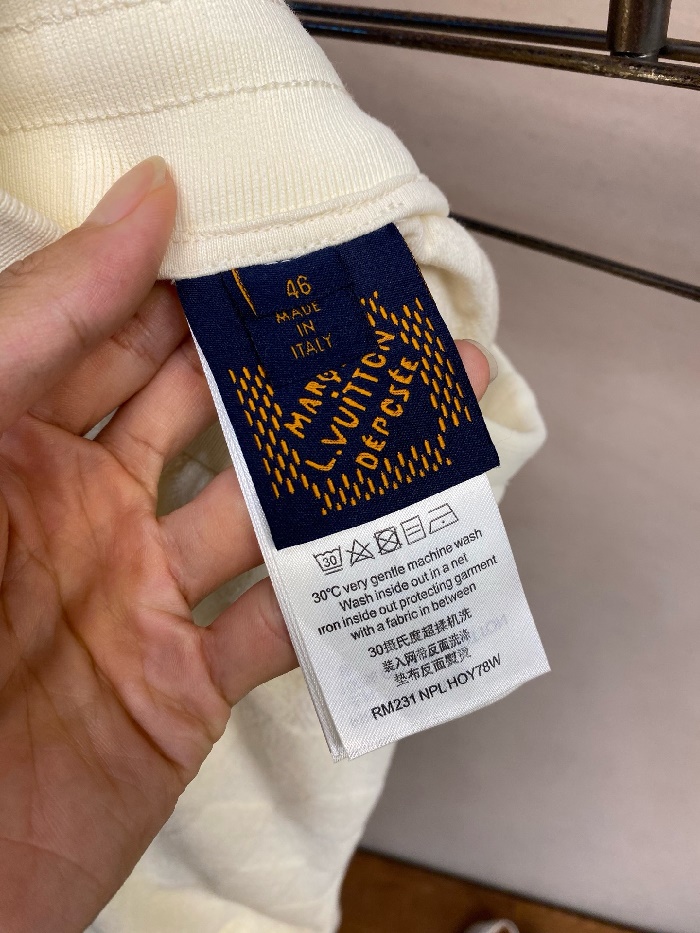 46
MADE
IN
ITALY
MARQ
L.VUITTON
DÉPOSÉE
30
30°C very gentle machine wash
Wash inside out in a net
Iron inside out protecting garment
with a fabric in between
30摄氏度超揉机洗
装入网带反面洗涤
垫布反面熨烫
RM231 NPL HOY78W